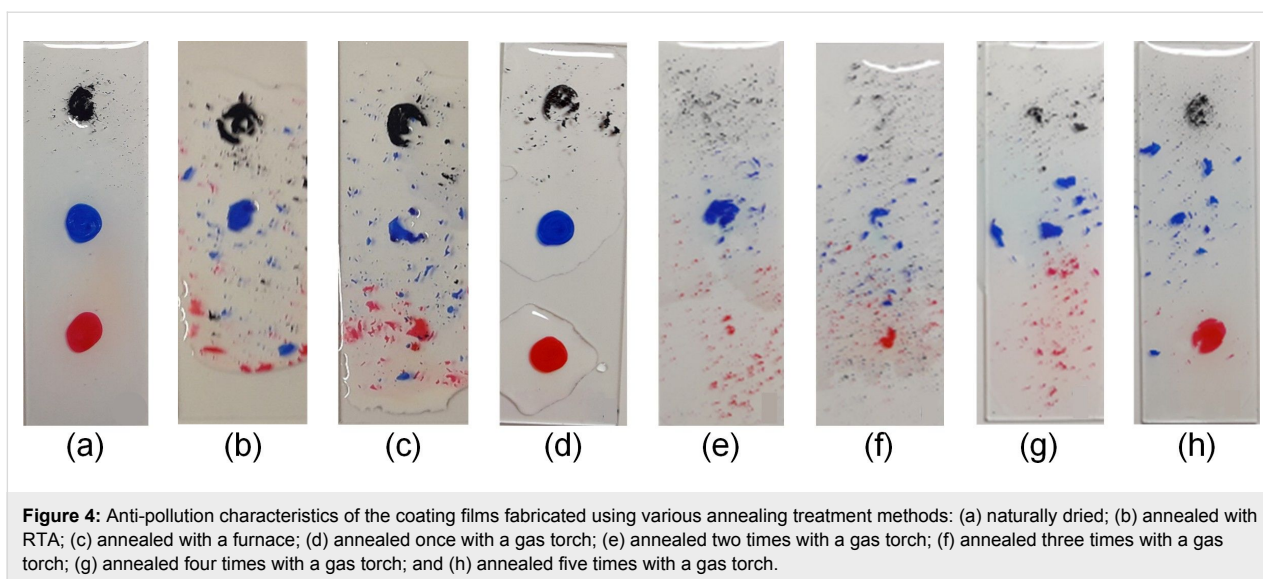 (a) (b) (c) (d) (e) (f) (g) (h)
Figure 4: Anti-pollution characteristics of the coating films fabricated using various annealing treatment methods: (a) naturally dried; (b) annealed with
RTA; (c) annealed with a furnace; (d) annealed once with a gas torch; (e) annealed two times with a gas torch; (f) annealed three times with a gas
torch; (g) annealed four times with a gas torch; and (h) annealed five times with a gas torch.